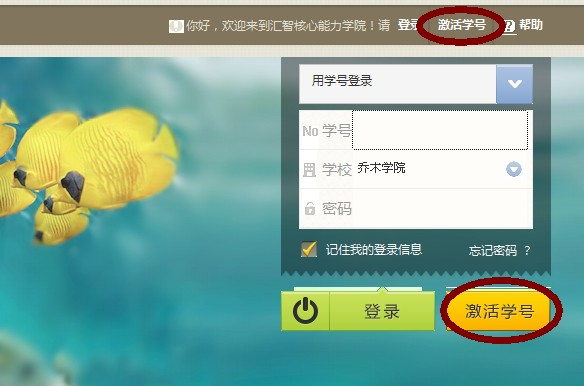 你好，欢迎来到汇智核心能力学院！请 登录 激活学号 帮助
用学号登录
No 学号
学校 乔木学院
密码
记住我的登录信息 忘记密码 ？
登录 激活学号